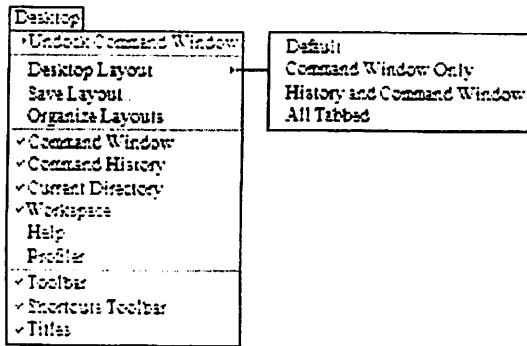 Desktop
Undock Command Window
Desktop Layout
Save Layout...
Organize Layouts
✓Command Window
✓Command History
✓Current Directory
✓Workspace
Help
Profiler
✓Toolbar
✓Shortcuts Toolbar
✓Titles
Default
Command Window Only
History and Command Window
All Tabbed